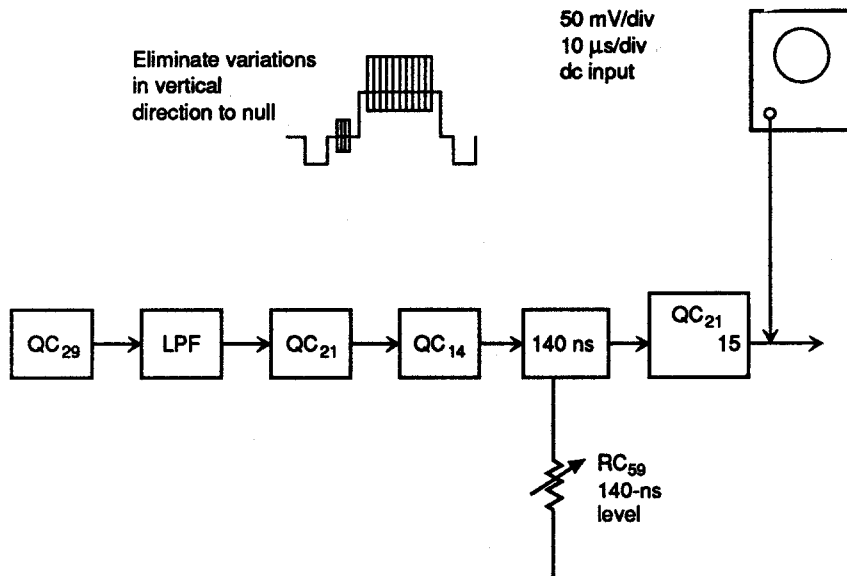 Eliminate variations
in vertical
direction to null
50 mV/div
10 μs/div
dc input
QC29
LPF
QC21
QC14
140 ns
QC21
15
RC59
140-ns
level